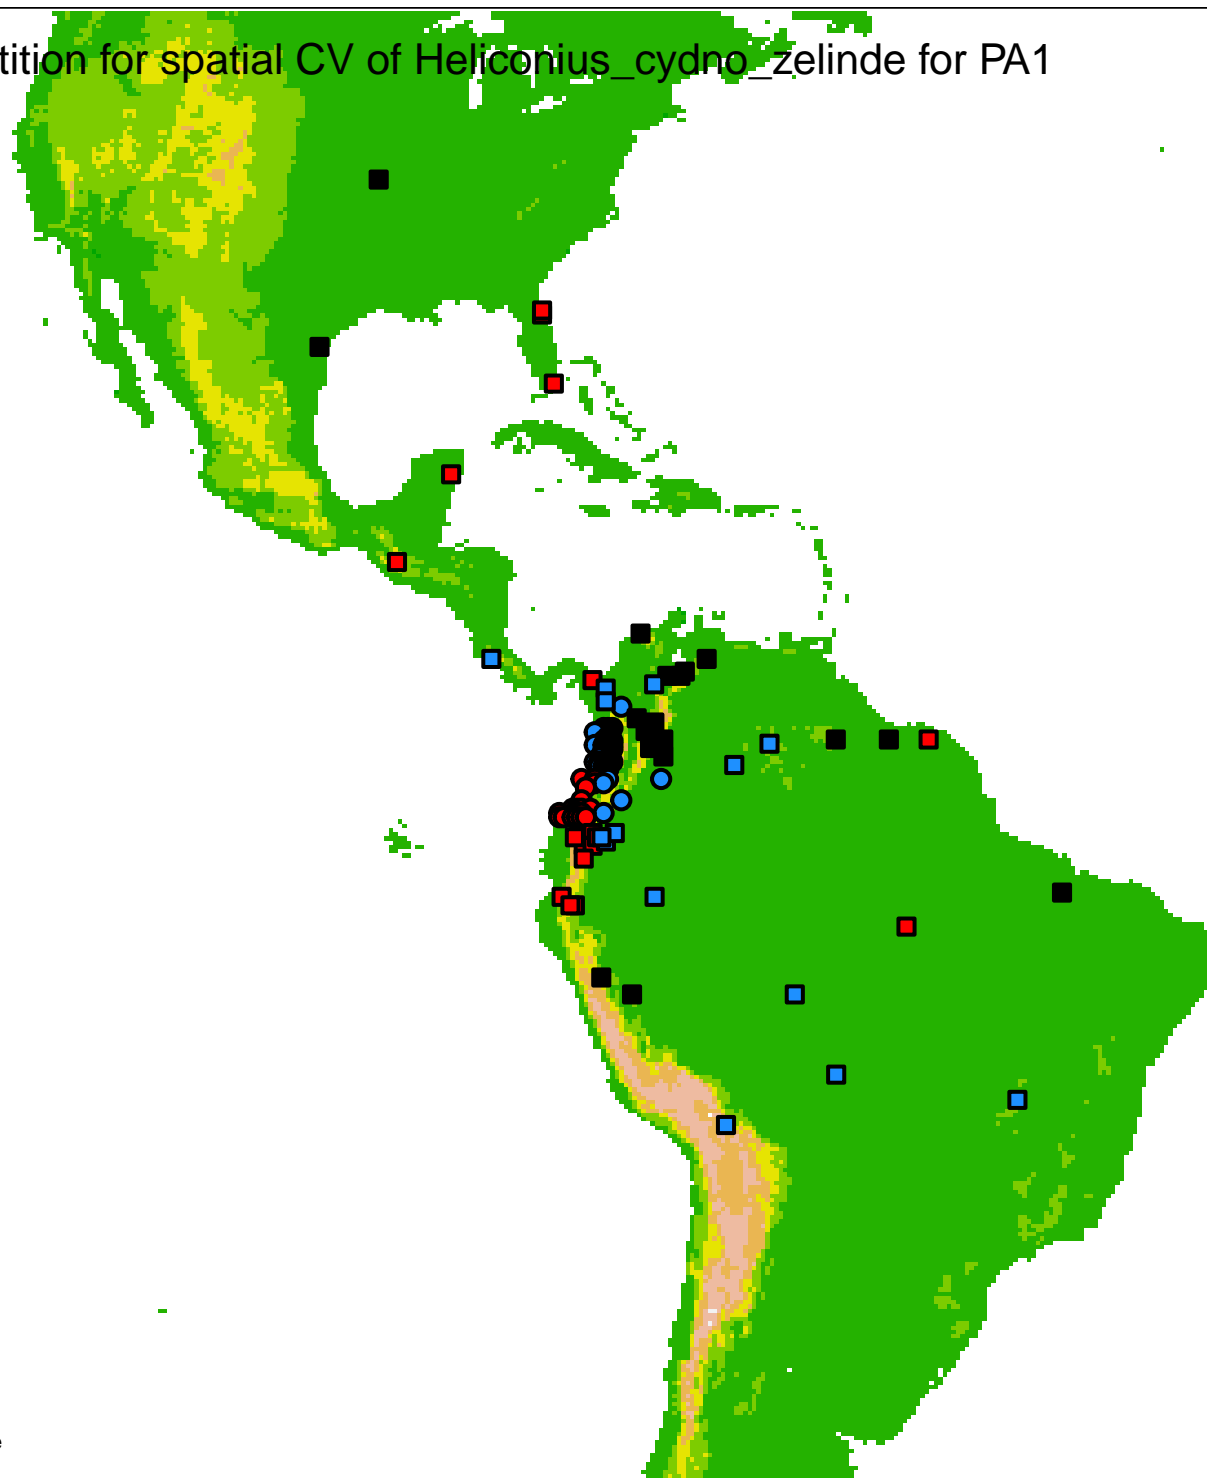 tition for spatial CV of Heliconius_cydno_zelinde for PA1